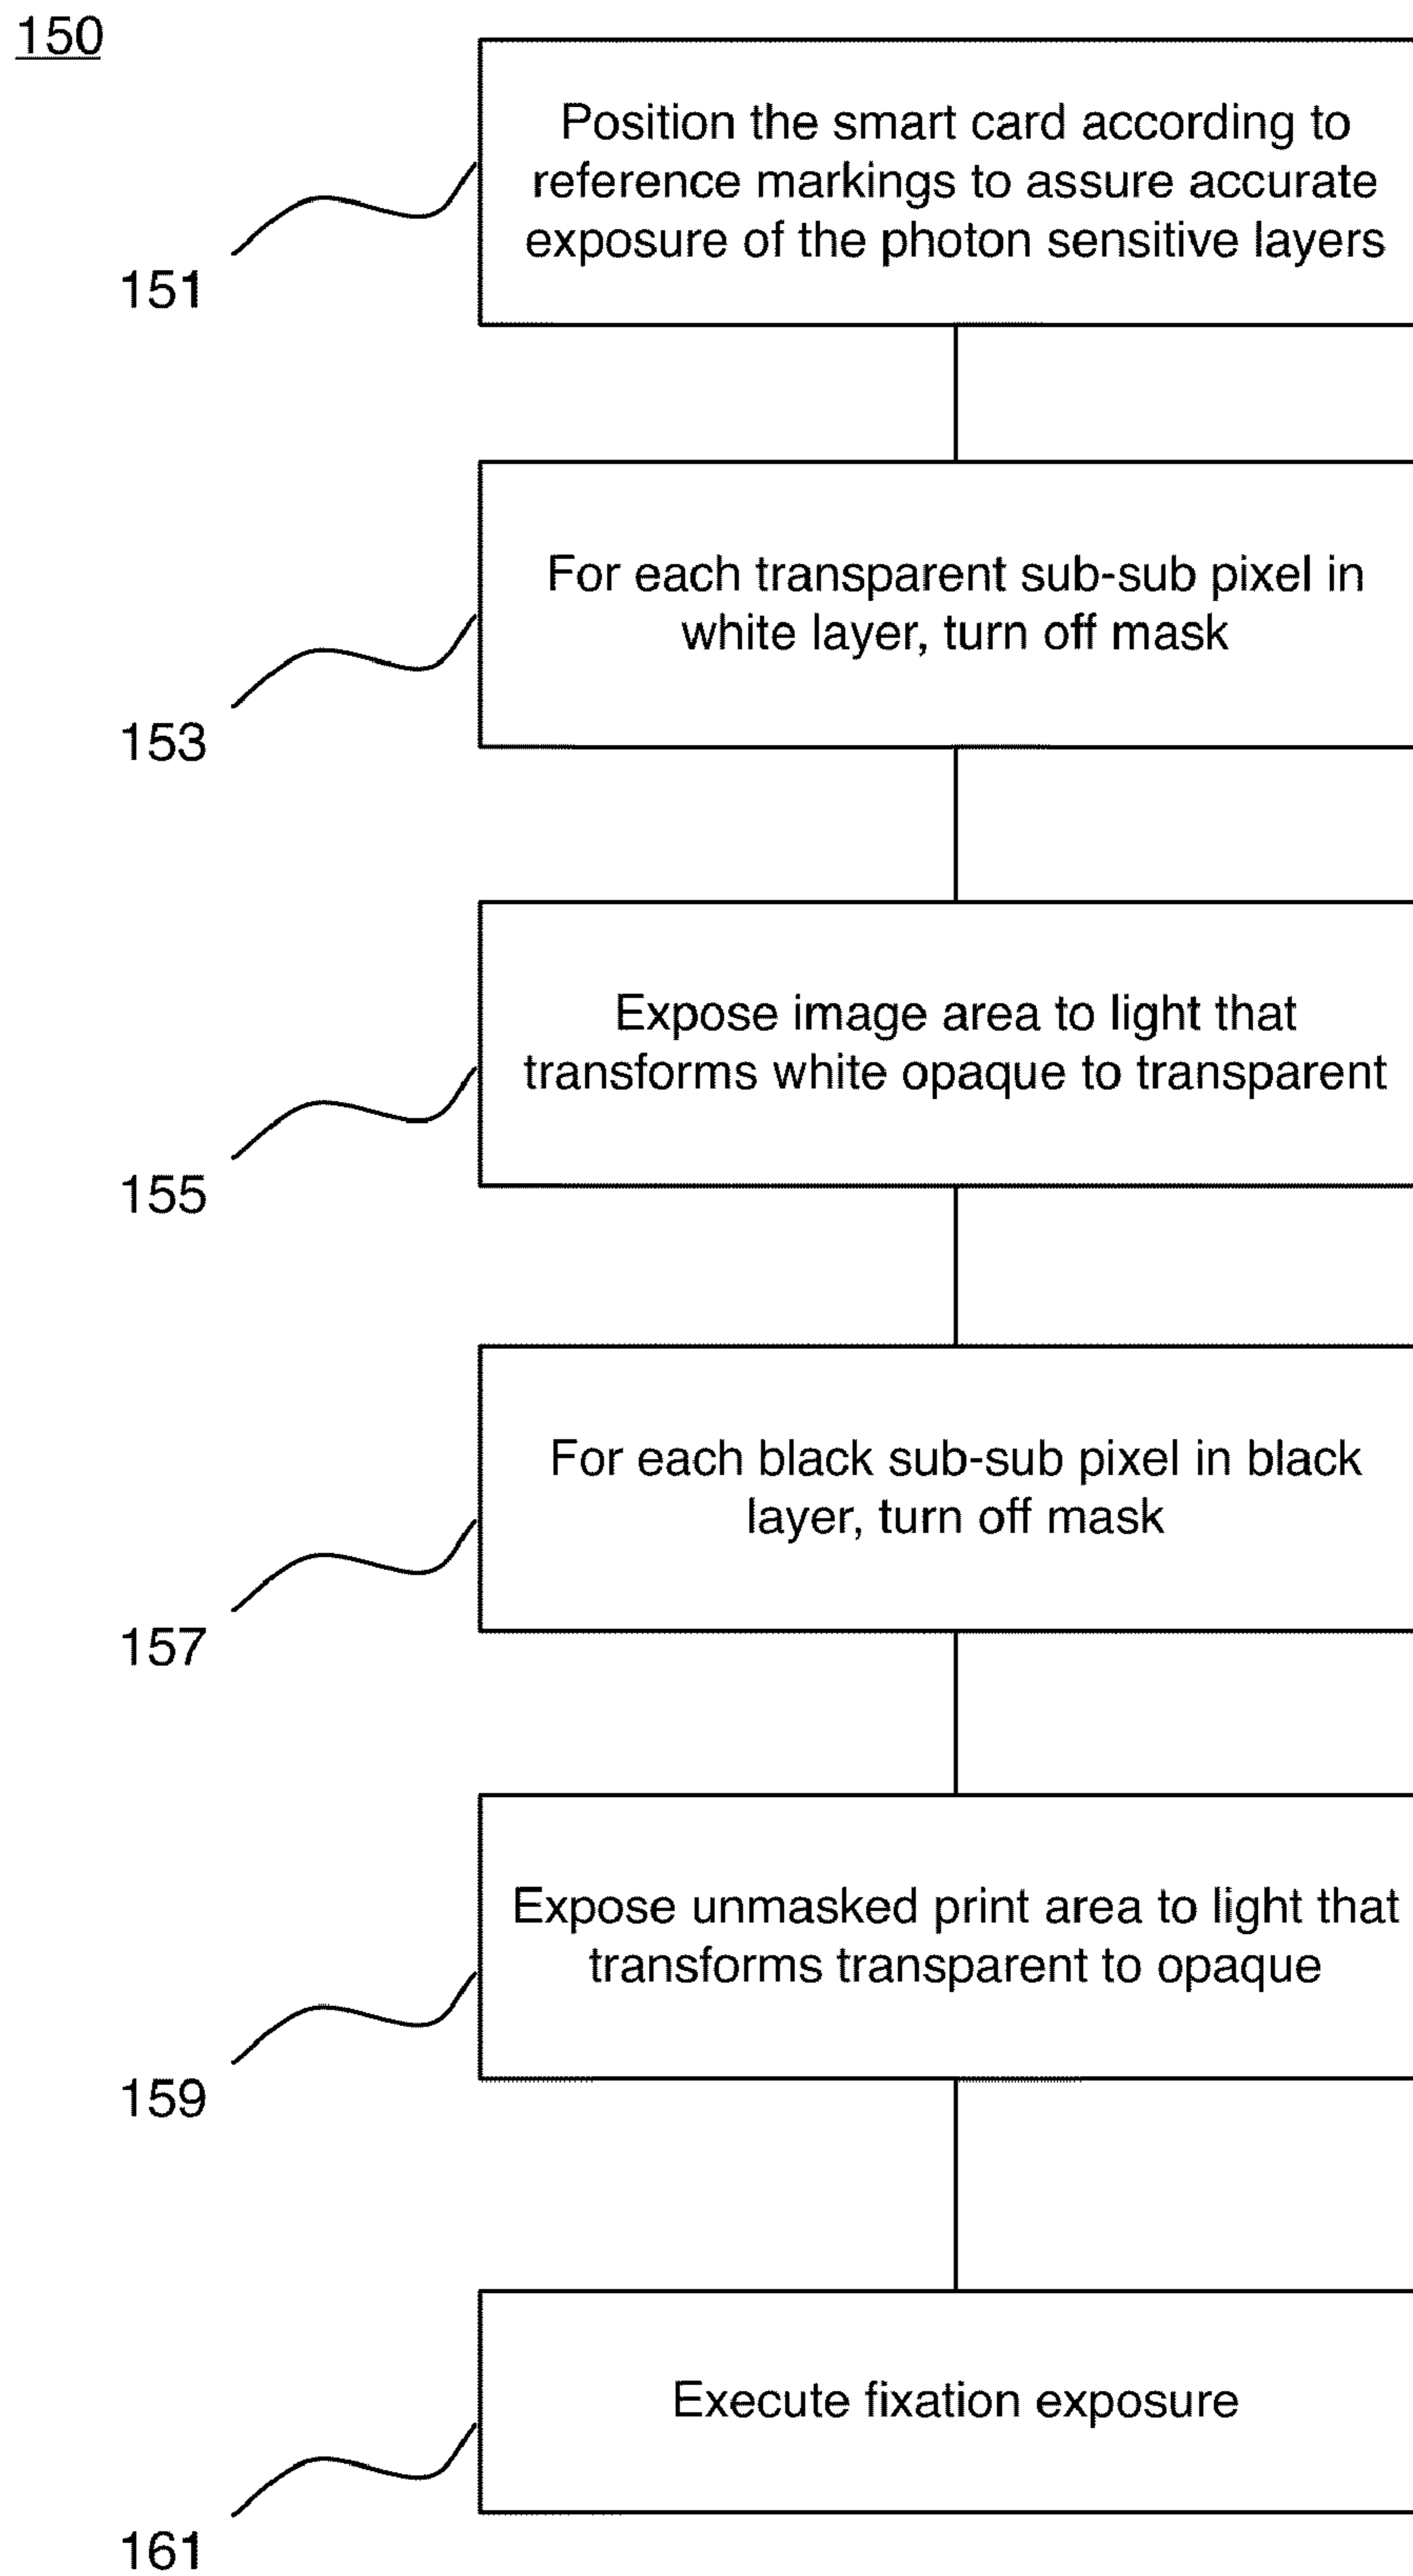 150
Position the smart card according to
reference markings to assure accurate
exposure of the photon sensitive layers
151
For each transparent sub-sub pixel in
white layer, turn off mask
153
Expose image area to light that
transforms white opaque to transparent
155
For each black sub-sub pixel in black
layer, turn off mask
157
Expose unmasked print area to light that
transforms transparent to opaque
159
Execute fixation exposure
161